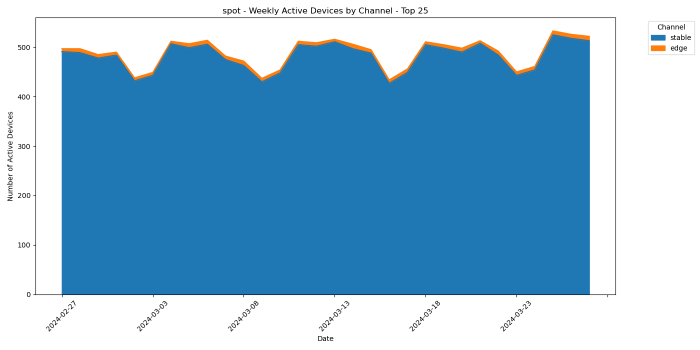 spot - Weekly Active Devices by Channel - Top 25
Channel
stable
edge
Number of Active Devices
500
400
300
200
100
0
2024-02-27
2024-03-03
2024-03-08
2024-03-13
2024-03-18
2024-03-23
Date